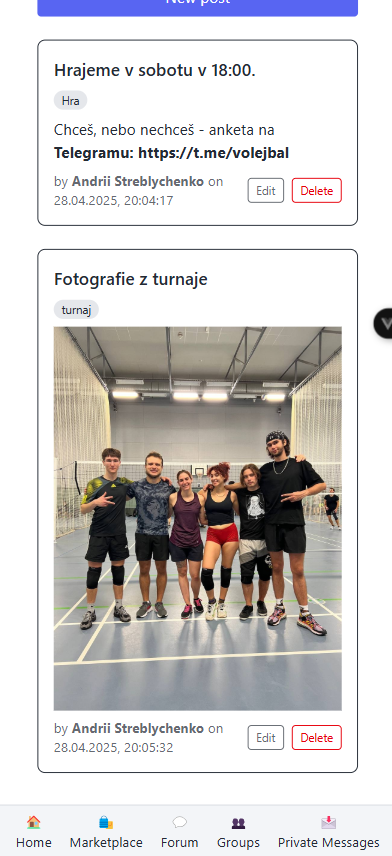 New post
Hrajeme v sobotu v 18:00.
Hra
Chceš, nebo nechceš - anketa na
Telegramu: https://t.me/volejbal
by Andrii Streblychenko on
28.04.2025, 20:04:17
Edit
Delete
Fotografie z turnaje
turnaj
by Andrii Streblychenko on
28.04.2025, 20:05:32
Edit
Delete
Home
Marketplace
Forum
Groups
Private Messages